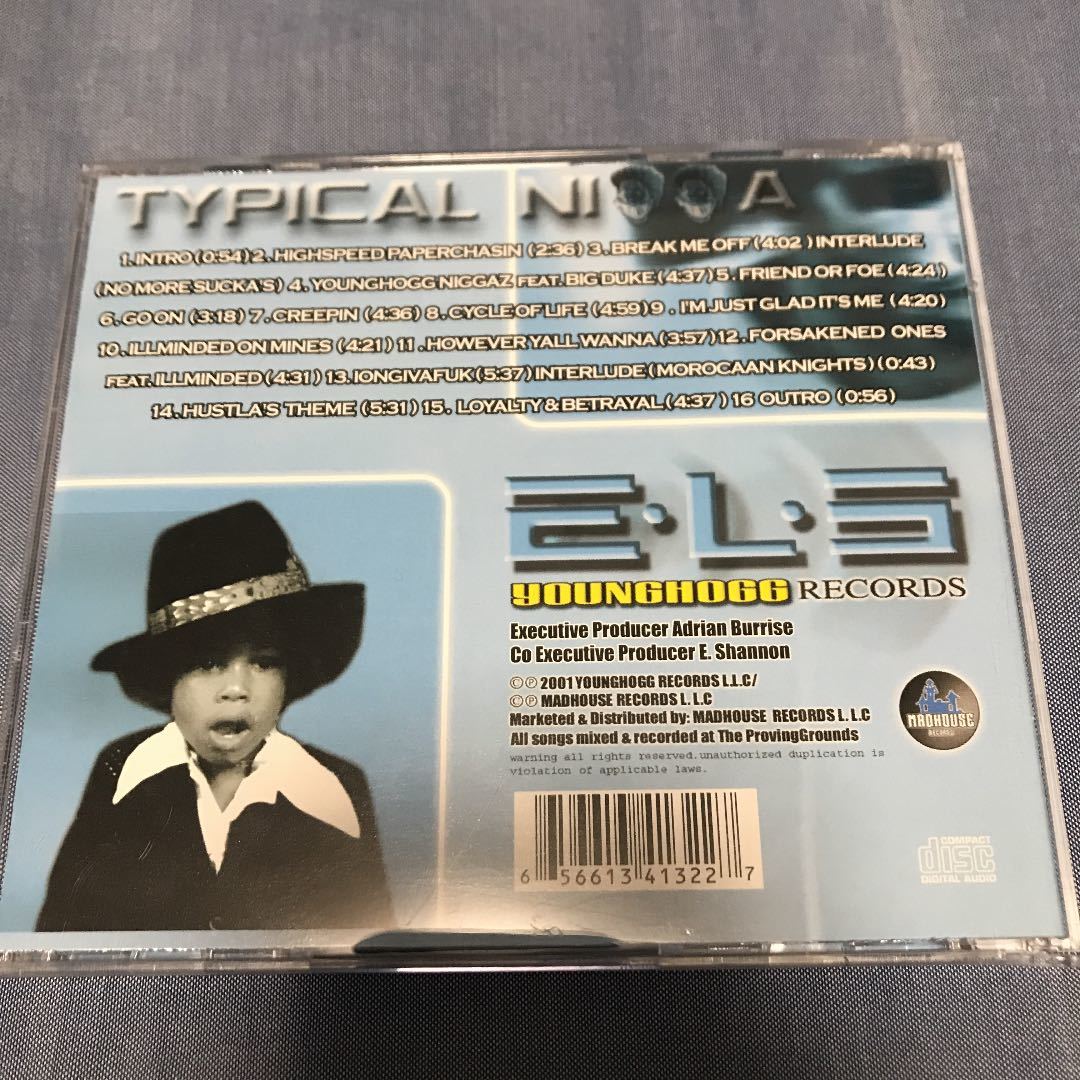 TYPICAL NIGGA
1. INTRO (0:54) 2. HIGHSPEED PAPERCHASIN (2:36) 3. BREAK ME OFF (4:02 ) INTERLUDE
(NO MORE SUCKA'S) 4. YOUNGHOGG NIGGAZ FEAT. BIG DUKE (4:37) 5. FRIEND OR FOE (4:24)
6. GO ON (3:18) 7. CREEPIN (4:36) 8. CYCLE OF LIFE (4:59) 9 . I'M JUST GLAD IT'S ME (4:20)
10. ILLMINDED ON MINES (4:21) 11 . HOWEVER YALL WANNA (3:57) 12. FORSAKENED ONES
FEAT. ILLMINDED (4:31) 13. IONGIVAFUK (5:37) INTERLUDE (MOROCAAN KNIGHTS) (0:43)
14. HUSTLA'S THEME (5:31) 15. LOYALTY & BETRAYAL (4:37 ) 16 OUTRO (0:56)
E·L·S
YOUNGHOGG RECORDS
Executive Producer Adrian Burrise
Co Executive Producer E. Shannon
©℗ 2001 YOUNGHOGG RECORDS L.L.C/
©℗ MADHOUSE RECORDS L. L.C
Marketed & Distributed by: MADHOUSE RECORDS L. L.C
All songs mixed & recorded at The ProvingGrounds
warning all rights reserved.unauthorized duplication is
violation of applicable laws.
MADHOUSE
RECORDS
6 56613 41322 7
COMPACT
disc
DIGITAL AUDIO